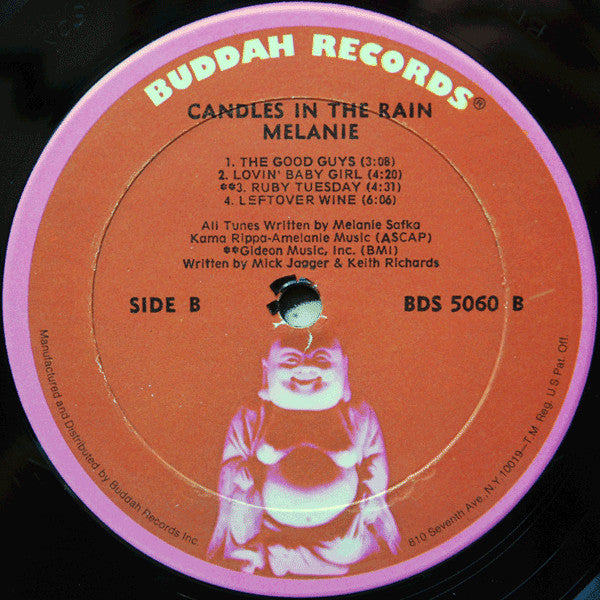 BUDDAH RECORDS®
CANDLES IN THE RAIN
MELANIE
1. THE GOOD GUYS (3:08)
2. LOVIN' BABY GIRL (4:20)
**3. RUBY TUESDAY (4:31)
4. LEFTOVER WINE (6:06)
All Tunes Written by Melanie Safka
Kama Rippa-Amelanie Music (ASCAP)
**Gideon Music, Inc. (BMI)
Written by Mick Jagger & Keith Richards
SIDE B
BDS 5060 B
Manufactured and Distributed by Buddah Records Inc.
810 Seventh Ave., N.Y. 10019–T.M. Reg. U.S. Pat. Off.